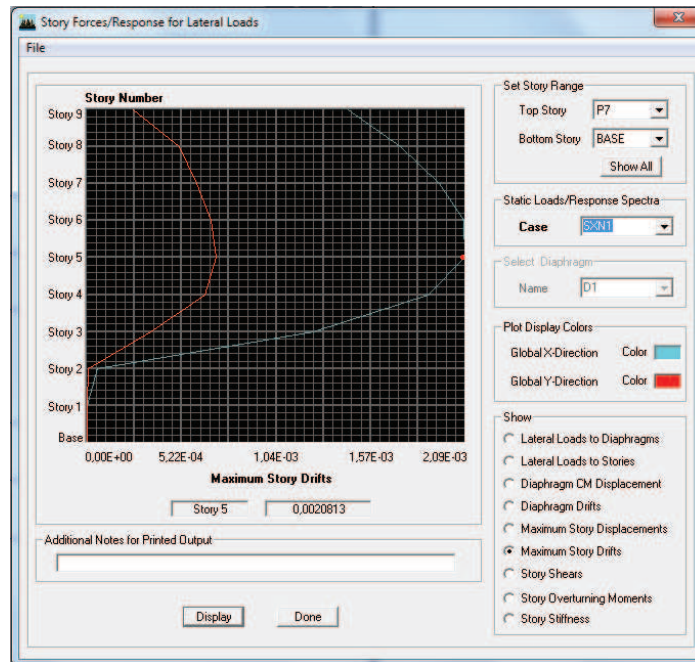 Story Forces/Response for Lateral Loads
File
Story Number
Story 9
Story 8
Story 7
Story 6
Story 5
Story 4
Story 3
Story 2
Story 1
Base
0,00E+00 5,22E-04 1,04E-03 1,57E-03 2,09E-03
Maximum Story Drifts
Story 5 0,0020813
Additional Notes for Printed Output
Display Done
Set Story Range
Top Story P7
Bottom Story BASE
Show All
Static Loads/Response Spectra
Case SXN1
Select Diaphragm
Name D1
Plot Display Colors
Global X-Direction Color
Global Y-Direction Color
Show
Lateral Loads to Diaphragms
Lateral Loads to Stories
Diaphragm CM Displacement
Diaphragm Drifts
Maximum Story Displacements
Maximum Story Drifts
Story Shears
Story Overturning Moments
Story Stiffness